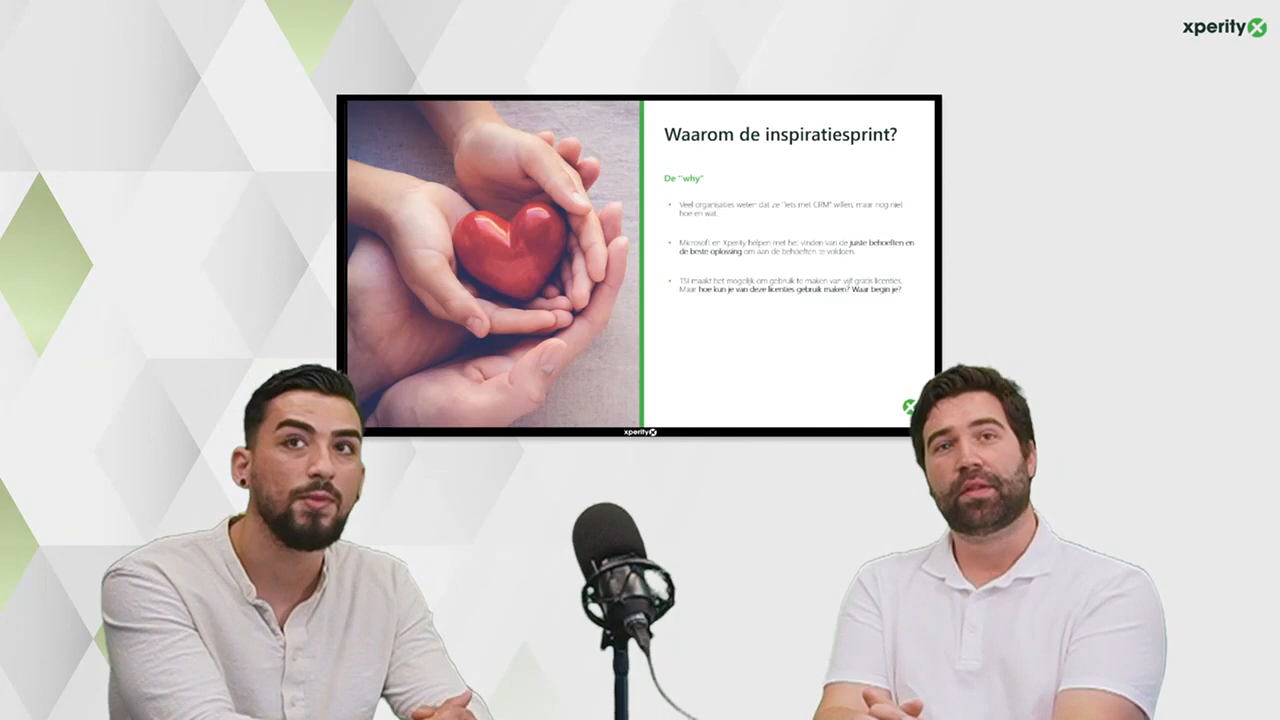 xperity
Waarom de inspiratiesprint?
De "why"
Veel organisaties weten dat ze "iets met CRM" willen, maar nog niet
hoe en wat.
Microsoft en Xperity helpen met het vinden van de juiste behoeften en
de beste oplossing om aan de behoeften te voldoen.
TSI maakt het mogelijk om gebruik te maken van vijf gratis licenties.
Maar hoe kun je van deze licenties gebruik maken? Waar begin je?
xperity